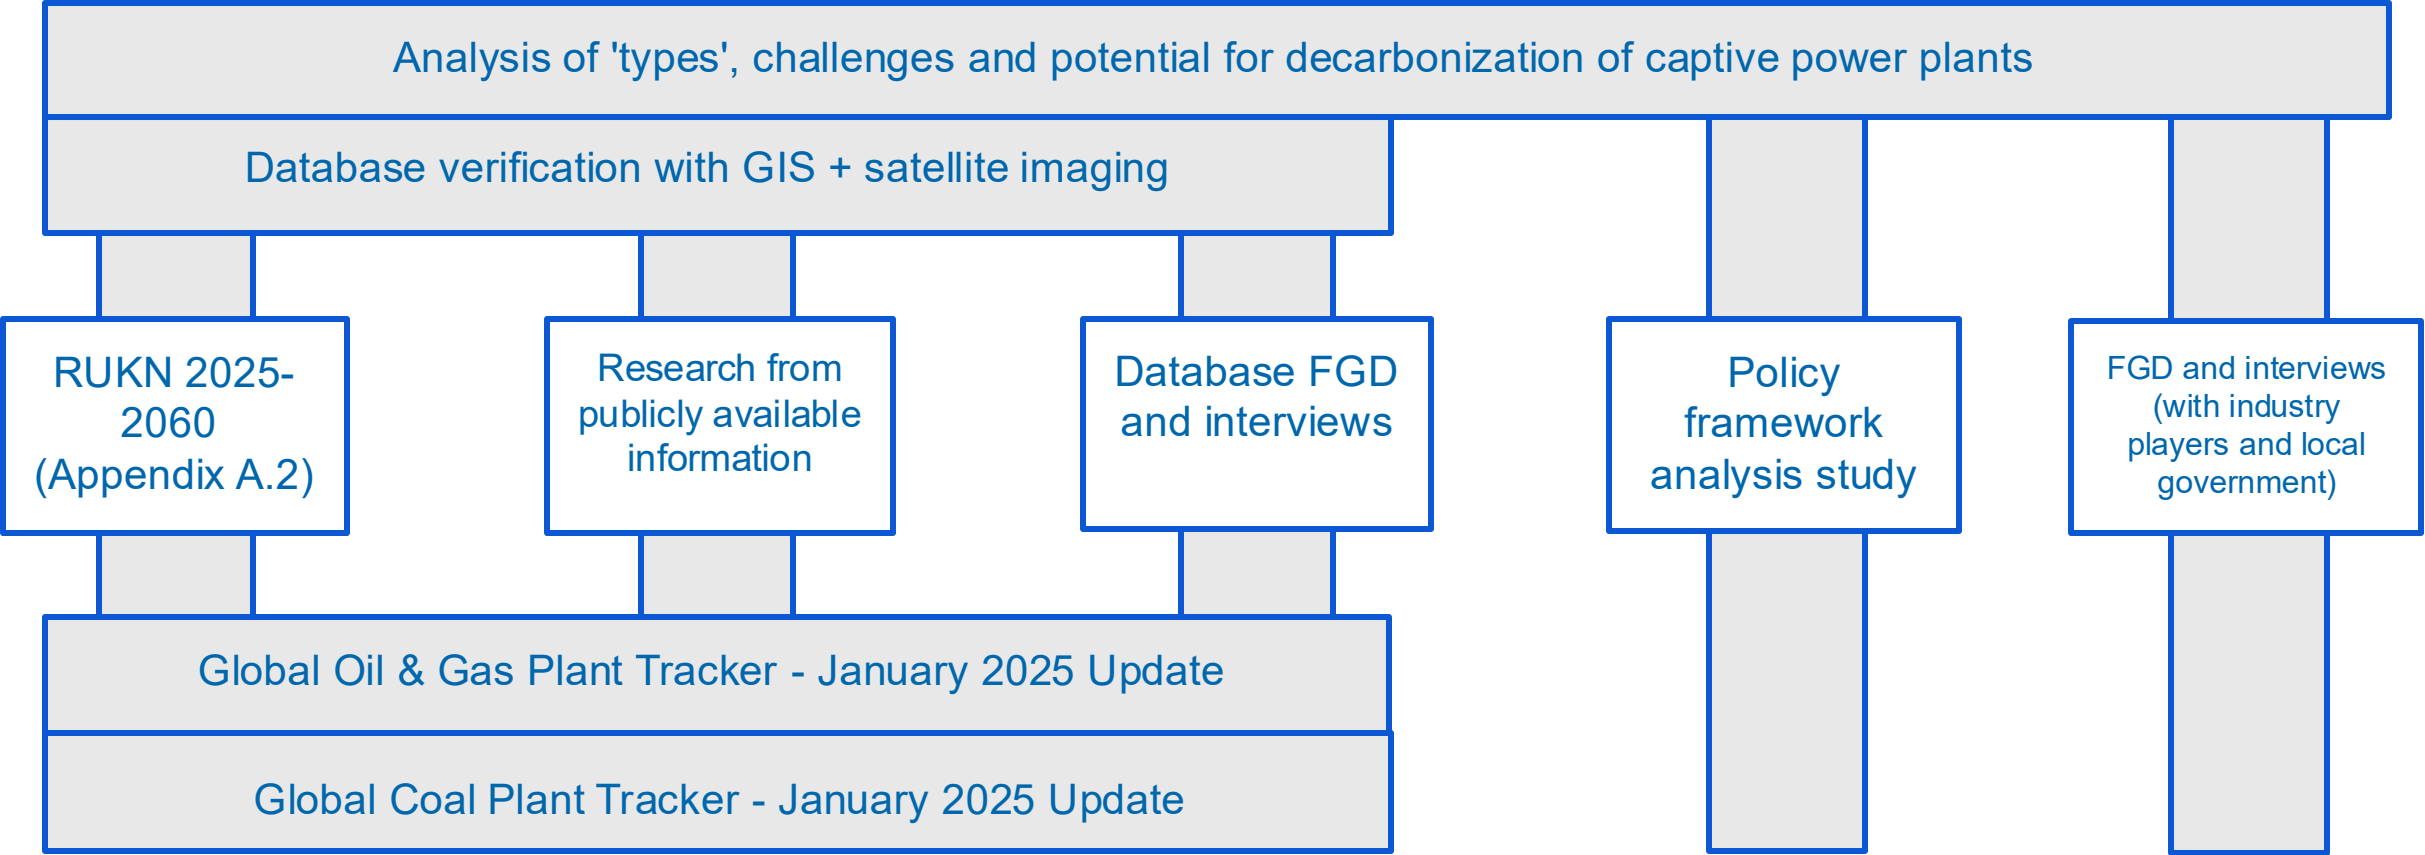 Analysis of 'types', challenges and potential for decarbonization of captive power plants
Database verification with GIS + satellite imaging
RUKN 2025-
2060
(Appendix A.2)
Research from
publicly available
information
Database FGD
and interviews
Policy
framework
analysis study
FGD and interviews
(with industry
players and local
government)
Global Oil & Gas Plant Tracker - January 2025 Update
Global Coal Plant Tracker - January 2025 Update